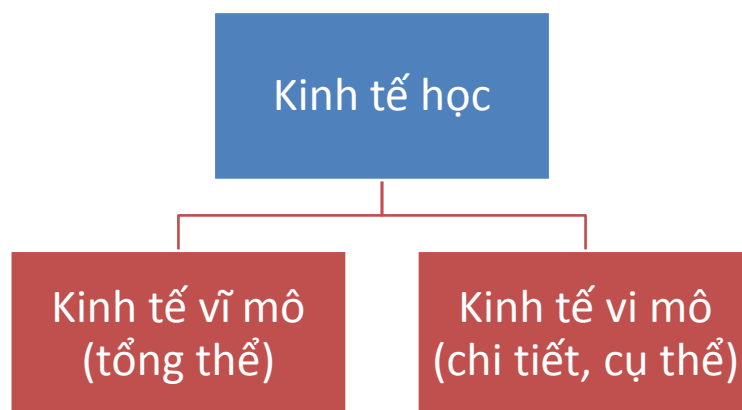 Kinh tế học
Kinh tế vĩ mô
(tổng thể)
Kinh tế vi mô
(chi tiết, cụ thể)